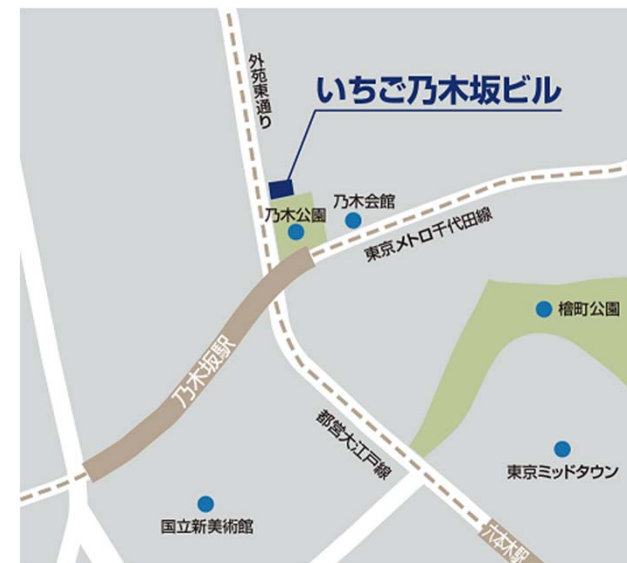 外苑東通り
いちご乃木坂ビル
乃木公園
乃木会館
東京メトロ千代田線
檜町公園
乃木坂駅
都営大江戸線
東京ミッドタウン
国立新美術館
六本木駅